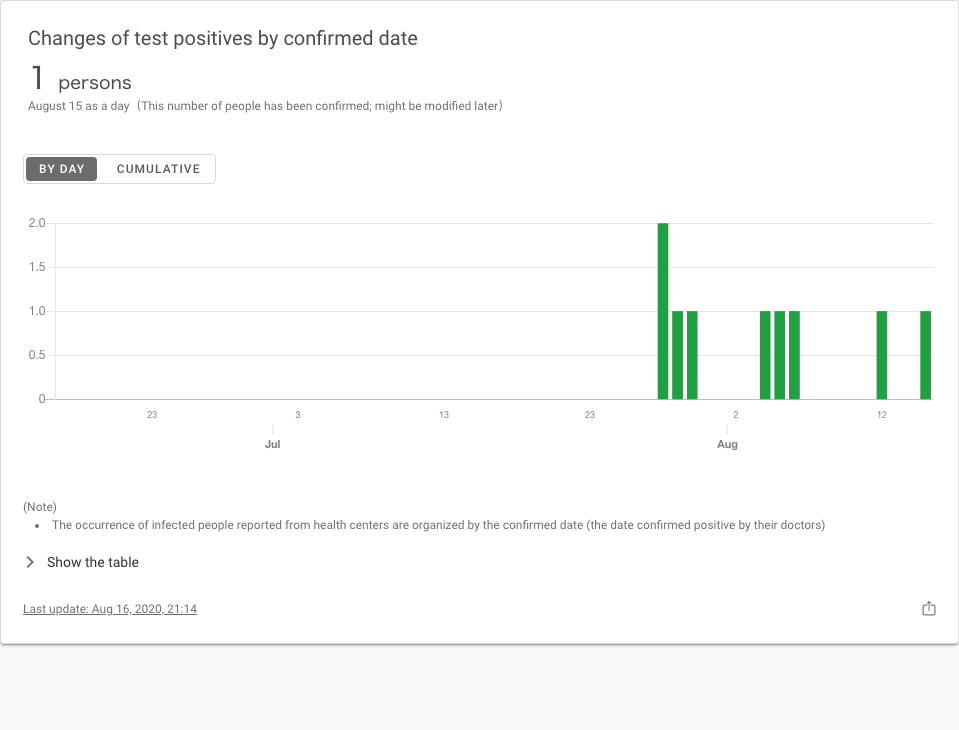 Changes of test positives by confirmed date
1 persons
August 15 as a day（This number of people has been confirmed; might be modified later）
BY DAY CUMULATIVE
2.0
1.5
1.0
0.5
0
23 3 13 23 2 12
Jul Aug
(Note)
• The occurrence of infected people reported from health centers are organized by the confirmed date (the date confirmed positive by their doctors)
Show the table
Last update: Aug 16, 2020, 21:14